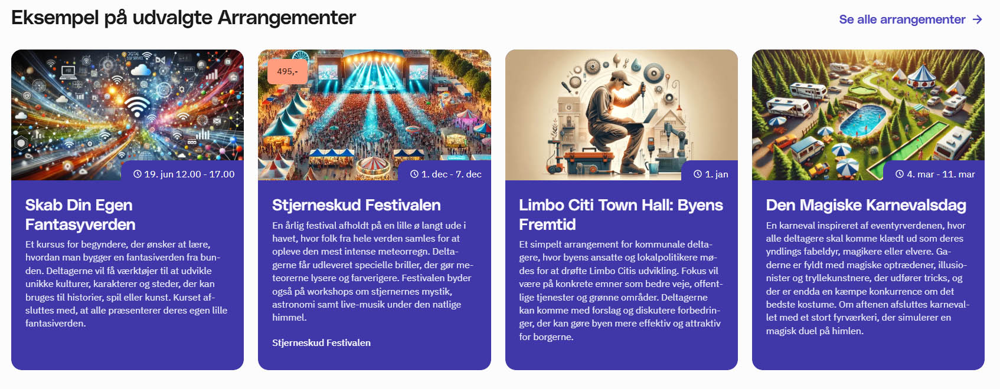 Eksempel på udvalgte Arrangementer
Se alle arrangementer
DIGITAL
SELF SERVICE
Wi-Fi
19. jun 12.00 - 17.00
Skab Din Egen
Fantasyverden
Et kursus for begyndere, der ønsker at lære,
hvordan man bygger en fantasiverden fra bun-
den. Deltagerne vil få værktøjer til at udvikle
unikke kulturer, karakterer og steder, der kan
bruges til historier, spil eller kunst. Kurset af-
sluttes med, at alle præsenterer deres egen lille
fantasiverden.
495,-
1. dec - 7. dec
Stjerneskud Festivalen
En årlig festival afholdt på en lille ø langt ude i
havet, hvor folk fra hele verden samles for at
opleve den mest intense meteorregn. Delta-
gerne får udleveret specielle briller, der gør me-
teorerne lysere og farverigere. Festivalen byder
også på workshops om stjernernes mystik,
astronomi samt live-musik under den natlige
himmel.
Stjerneskud Festivalen
1. jan
Limbo Citi Town Hall: Byens
Fremtid
Et simpelt arrangement for kommunale delta-
gere, hvor byens ansatte og lokalpolitikere mø-
des for at drøfte Limbo Citis udvikling. Fokus vil
være på konkrete emner som bedre veje, offent-
lige tjenester og grønne områder. Deltagerne
kan komme med forslag og diskutere forbedrin-
ger, der kan gøre byen mere effektiv og attraktiv
for borgerne.
4. mar - 11. mar
Den Magiske Karnevalsdag
En karneval inspireret af eventyrverdenen, hvor
alle deltagere skal komme klædt ud som deres
yndlings fabeldyr, magikere eller elvere. Ga-
derne er fyldt med magiske optrædener, illusio-
nister og tryllekunstnere, der udfører tricks, og
der er endda en kæmpe konkurrence om det
bedste kostume. Om aftenen afsluttes karneval-
let med et stort fyrværkeri, der simulerer en
magisk duel på himlen.